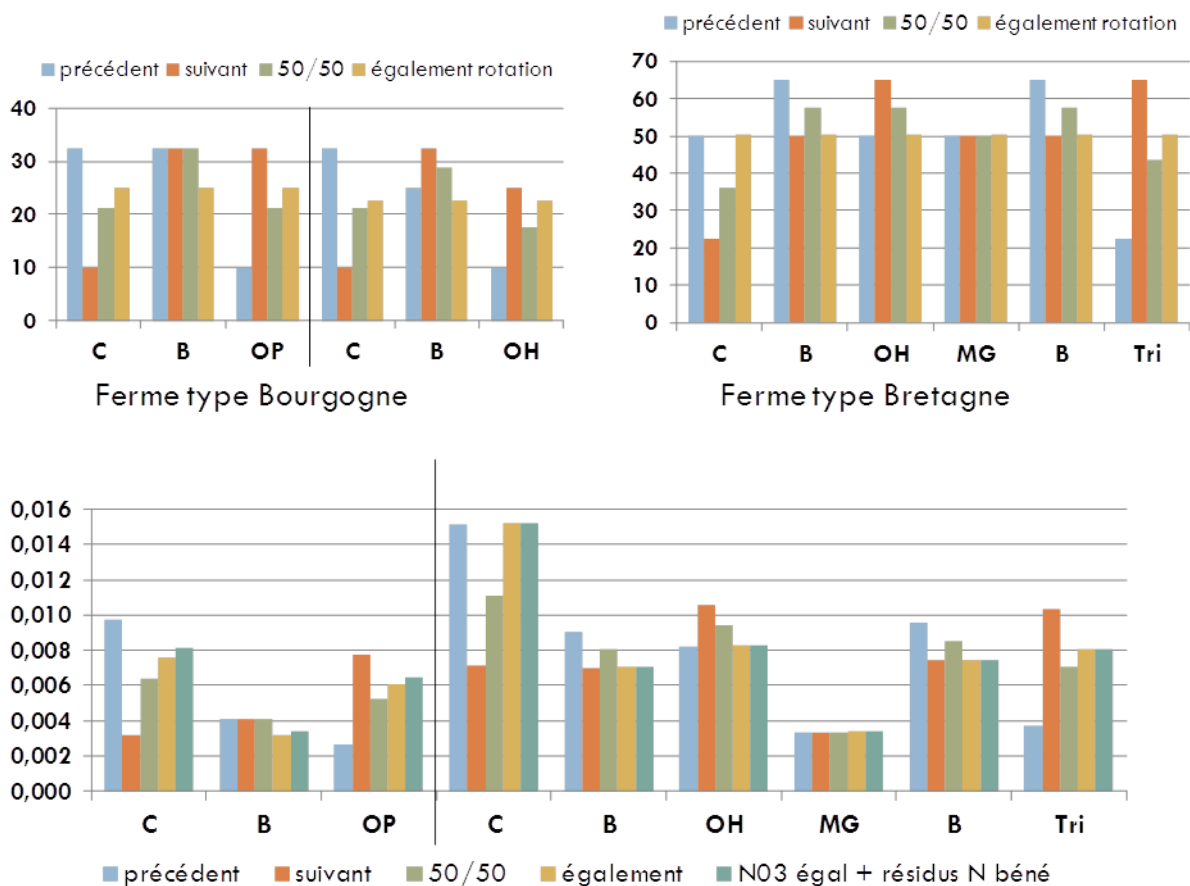 précédent suivant 50/50 également rotation
40
30
20
10
0
C B OP C B OH
Ferme type Bourgogne
précédent suivant 50/50 également rotation
70
60
50
40
30
20
10
0
C B OH MG B Tri
Ferme type Bretagne
0,016
0,014
0,012
0,010
0,008
0,006
0,004
0,002
0,000
C B OP C B OH MG B Tri
précédent suivant 50/50 également N03 égal + résidus N béné